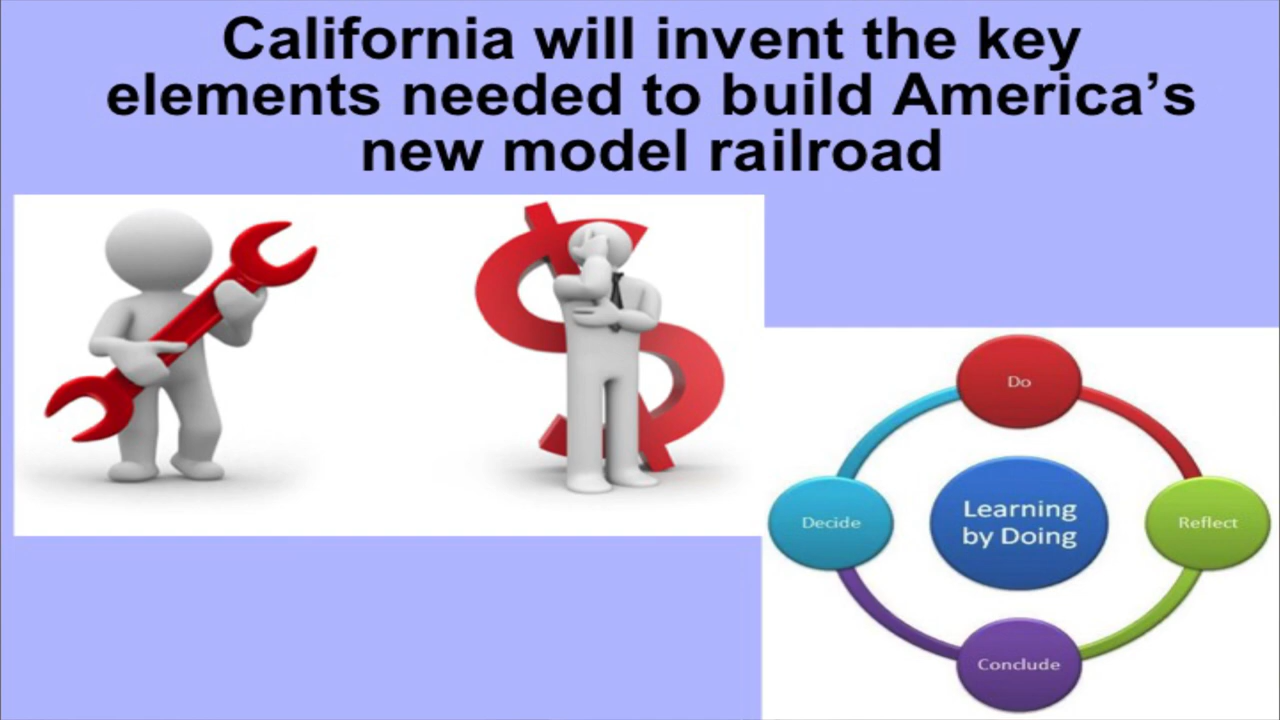 California will invent the key
elements needed to build America’s
new model railroad
Do
Decide
Learning
by Doing
Reflect
Conclude